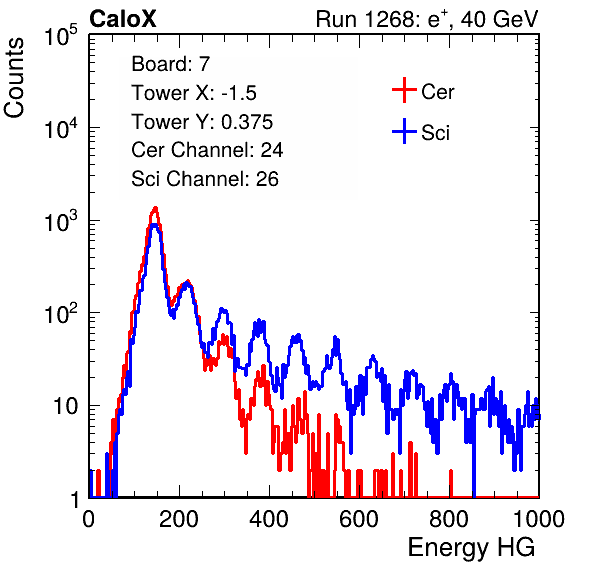 CaloX Run 1268: e⁺, 40 GeV
Counts
Board: 7
Tower X: -1.5
Tower Y: 0.375
Cer Channel: 24
Sci Channel: 26
Cer
Sci
10⁵
10⁴
10³
10²
10
1
0 200 400 600 800 1000
Energy HG